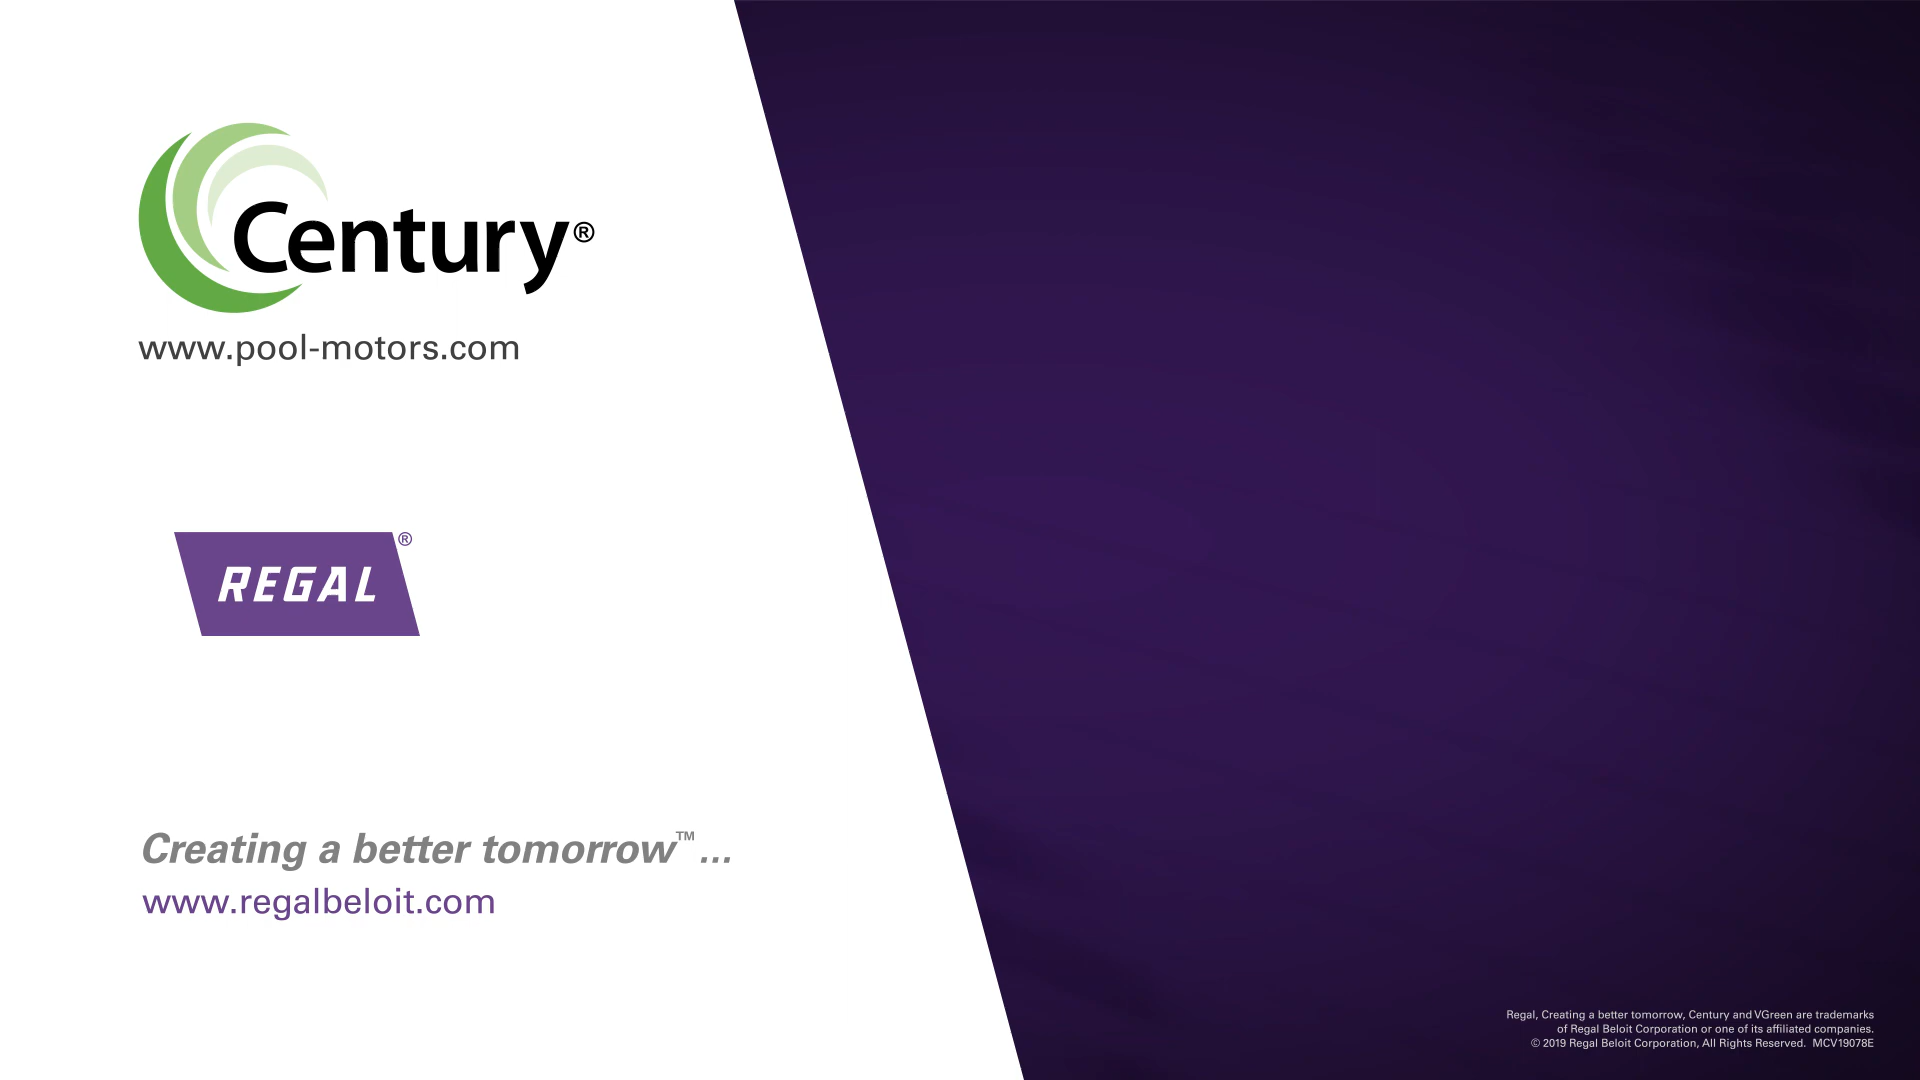 Century®
www.pool-motors.com
REGAL®
Creating a better tomorrow™...
www.regalbeloit.com
Regal, Creating a better tomorrow, Century and VGreen are trademarks
of Regal Beloit Corporation or one of its affiliated companies.
© 2019 Regal Beloit Corporation, All Rights Reserved. MCV19078E